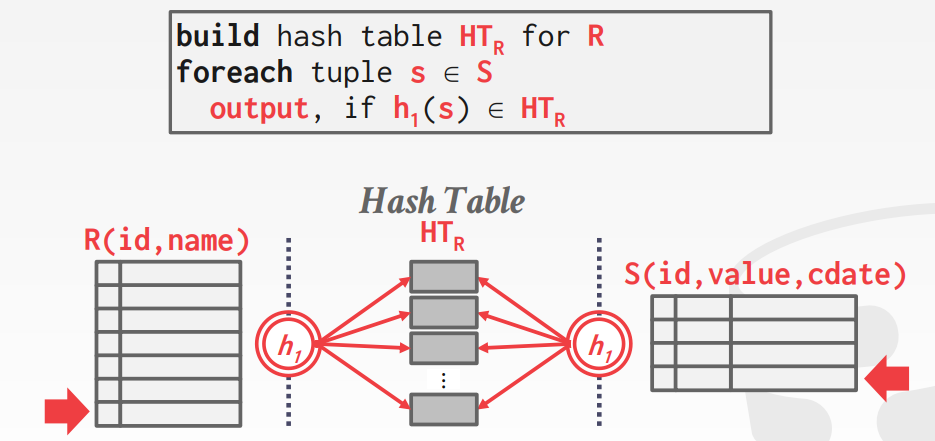 build hash table HT_R for R
foreach tuple s ∈ S
output, if h_1(s) ∈ HT_R
Hash Table
HT_R
R(id,name)
S(id,value,cdate)
h_1
h_1
⋮